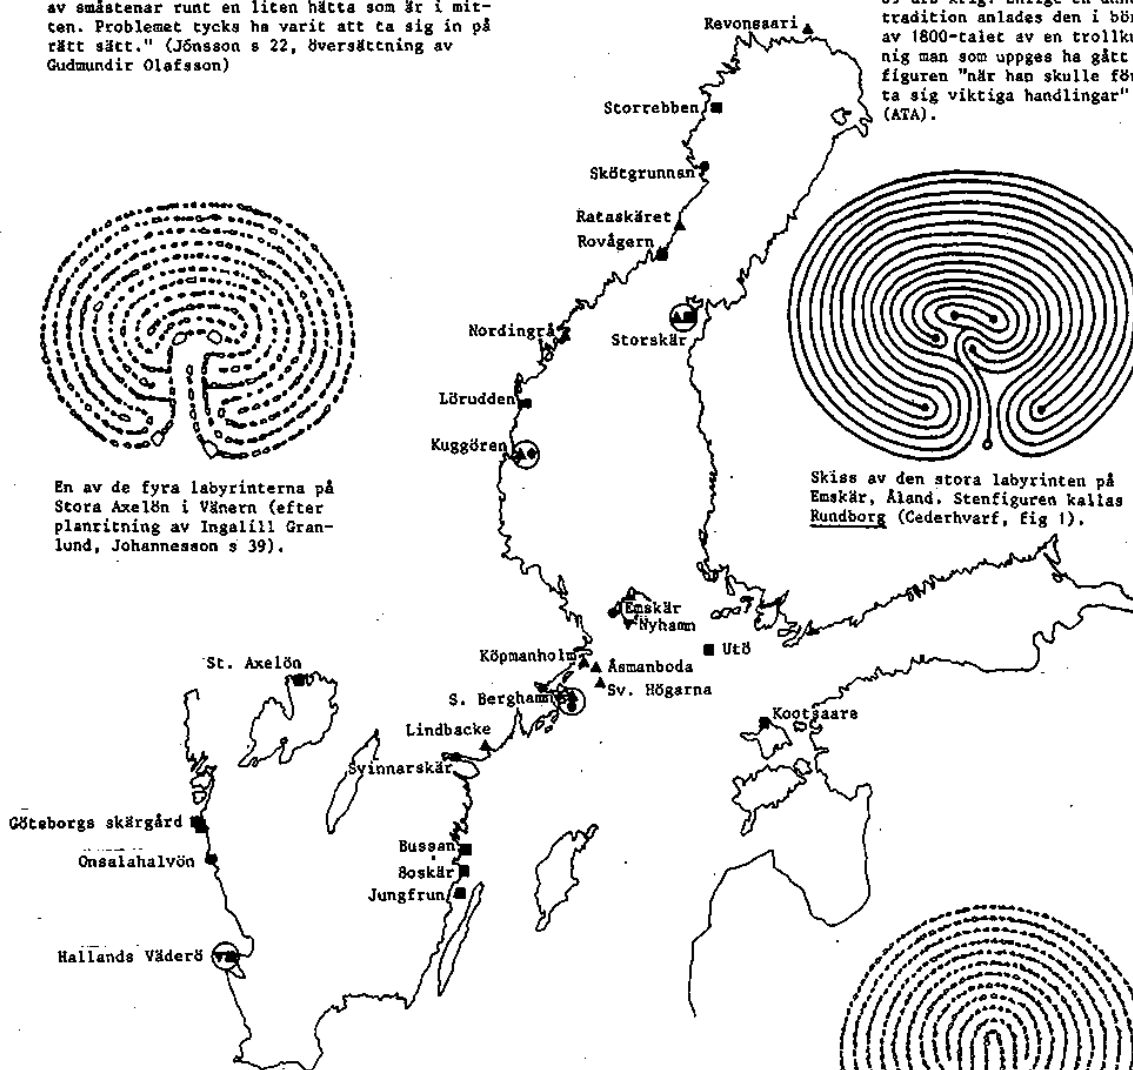 av småstenar runt en liten hätta som är i mit-
ten. Problemet tycks ha varit att ta sig in på
rätt sätt." (Jónsson s 22, översättning av
Gudmundir Olafsson)
tradition anlades den i bör
av 1800-talet av en trollku
nig man som uppges ha gått
figuren "när han skulle för
ta sig viktiga handlingar"
(ATA).
Revonsaari
Storrebben
Skötgrunnan
Rataskäret
Rovågern
Storskär
Nordingrå
Lörudden
Kuggören
En av de fyra labyrinterna på
Stora Axelön i Vänern (efter
planritning av Ingalill Gran-
lund, Johannesson s 39).
Skiss av den stora labyrinten på
Emskär, Åland. Stenfiguren kallas
Rundborg (Cederhvarf, fig 1).
Emskär
Nyhamn
Utö
Köpmanholm
Åsmanboda
Sv. Högarna
St. Axelön
S. Berghamn
Lindbacke
Svinnarskär
Kootsaare
Göteborgs skärgård
Onsalahalvön
Bussan
Boskär
Jungfrun
Hallands Väderö